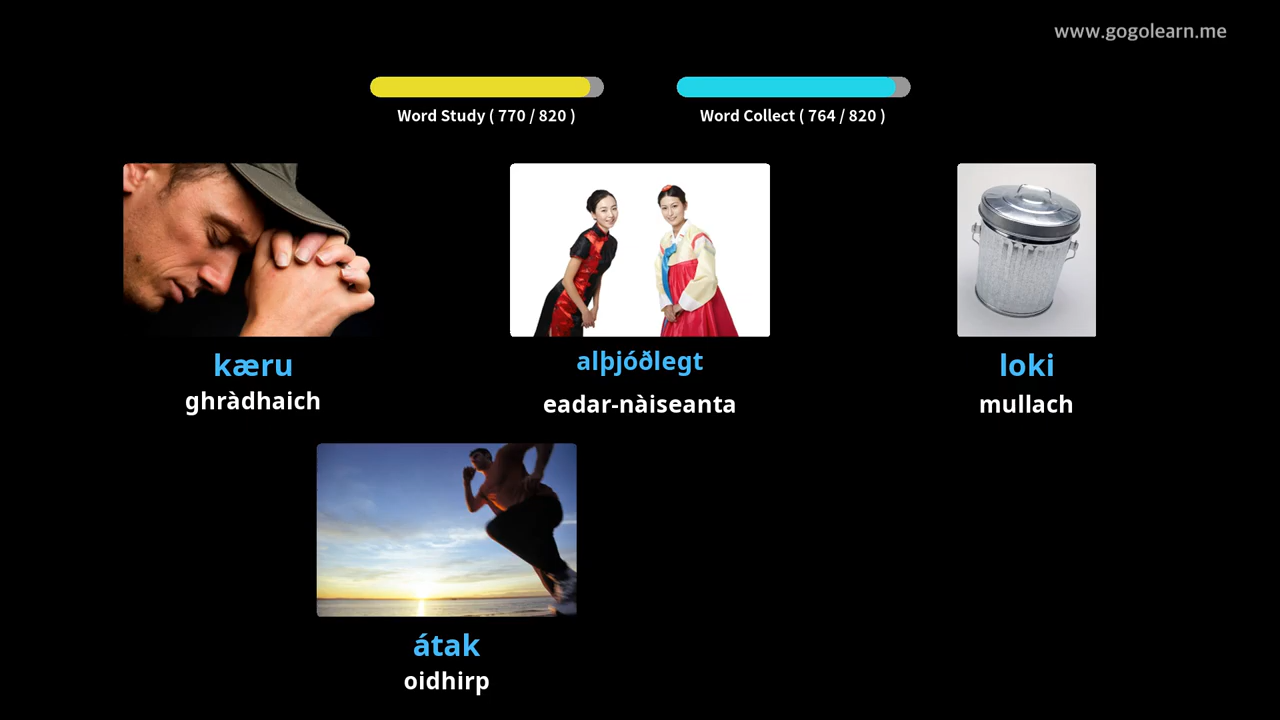 www.gogolearn.me
Word Study ( 770 / 820 )
Word Collect ( 764 / 820 )
kæru
ghràdhaich
alþjóðlegt
eadar-nàiseanta
loki
mullach
átak
oidhirp